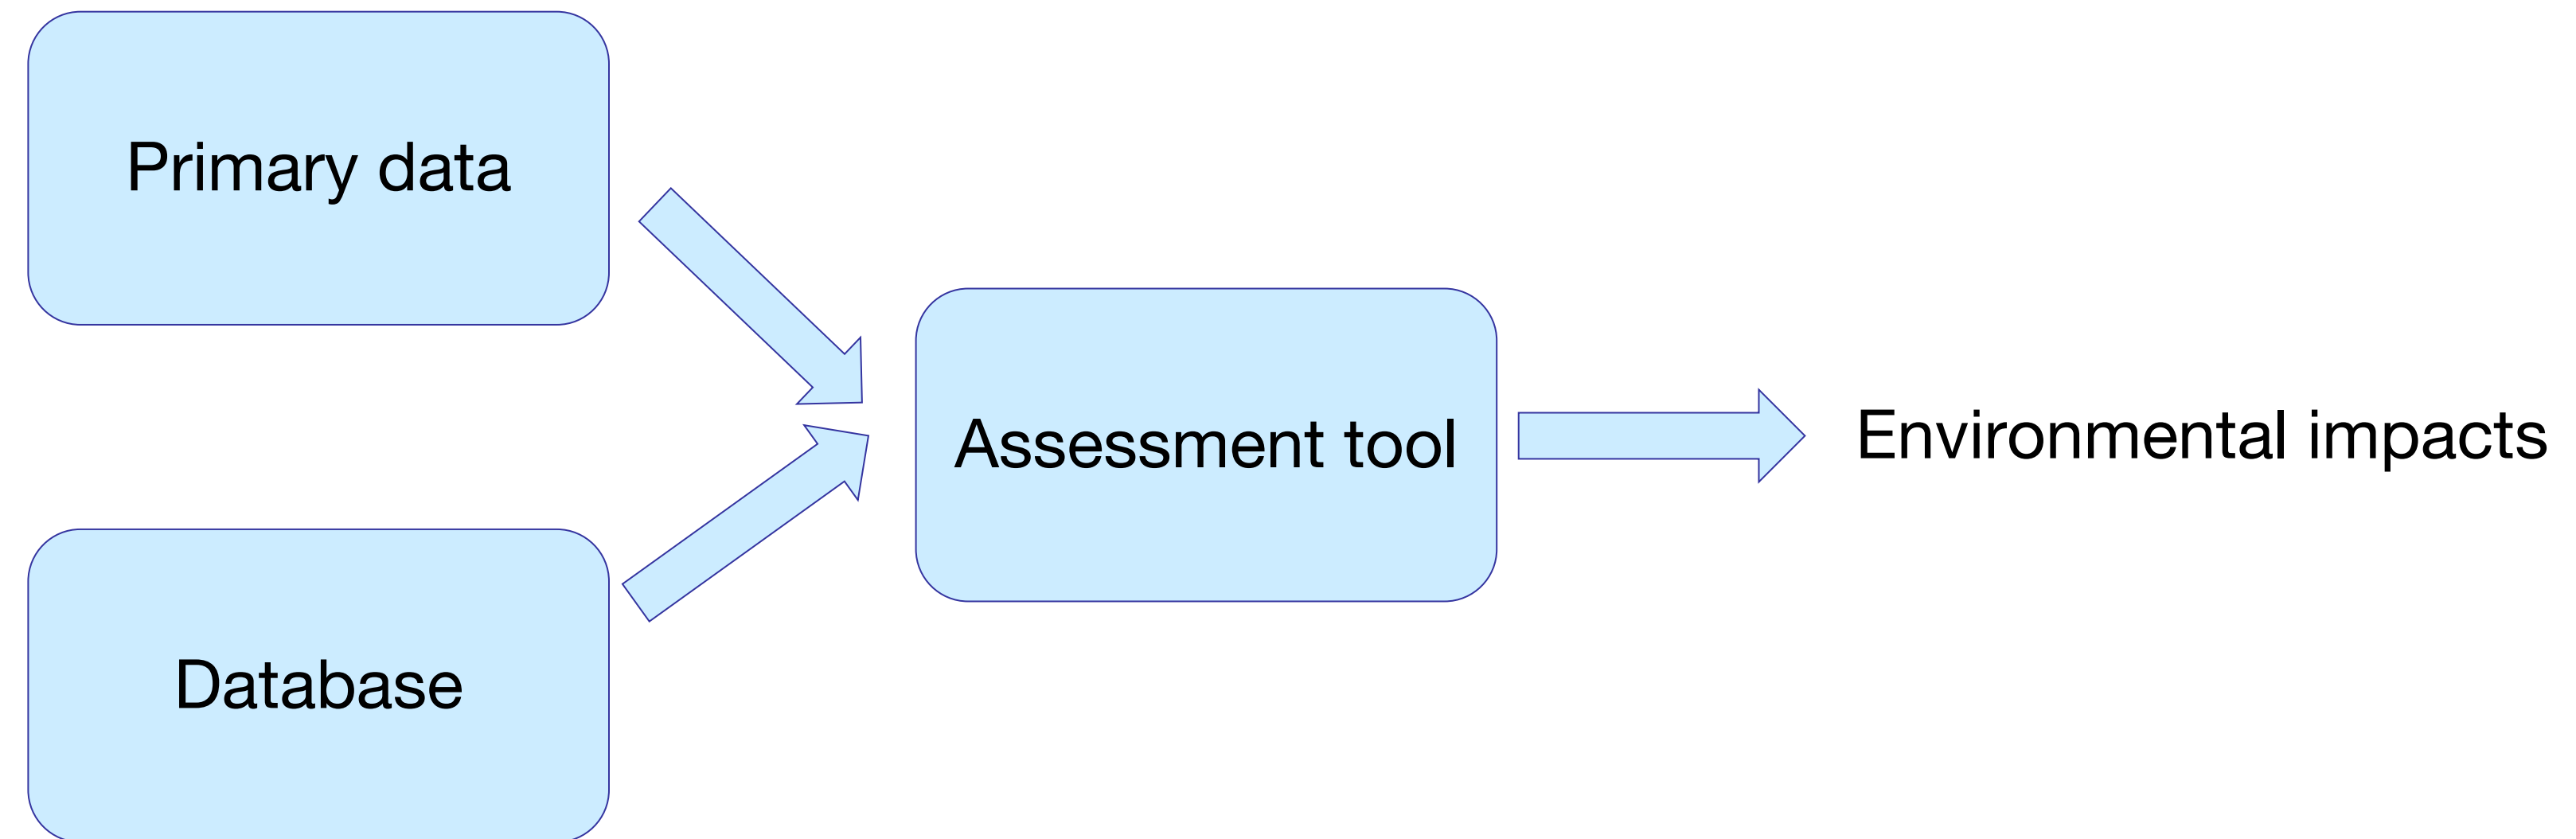 Primary data
Database
Assessment tool
Environmental impacts